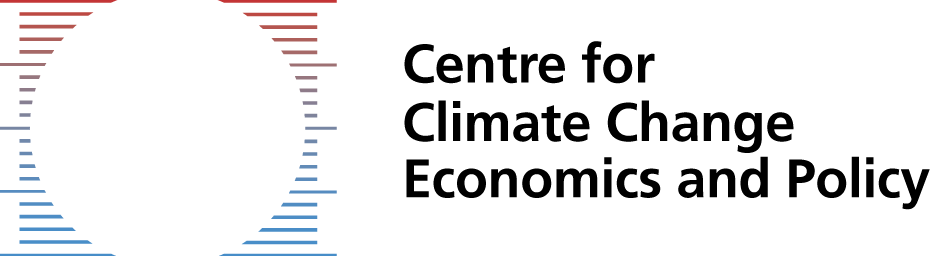 Centre for
Climate Change
Economics and Policy